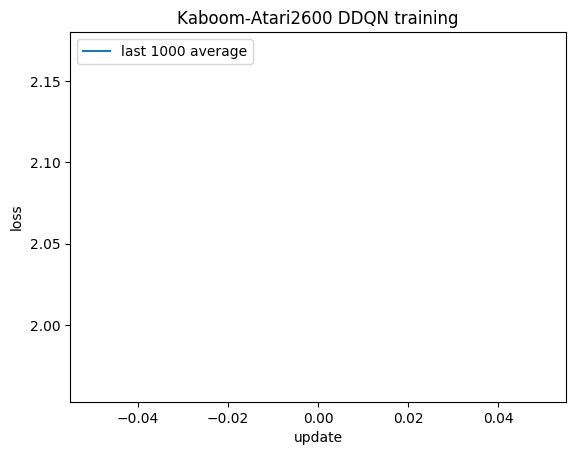 Kaboom-Atari2600 DDQN training
last 1000 average
2.15
2.10
2.05
2.00
loss
−0.04 −0.02 0.00 0.02 0.04
update